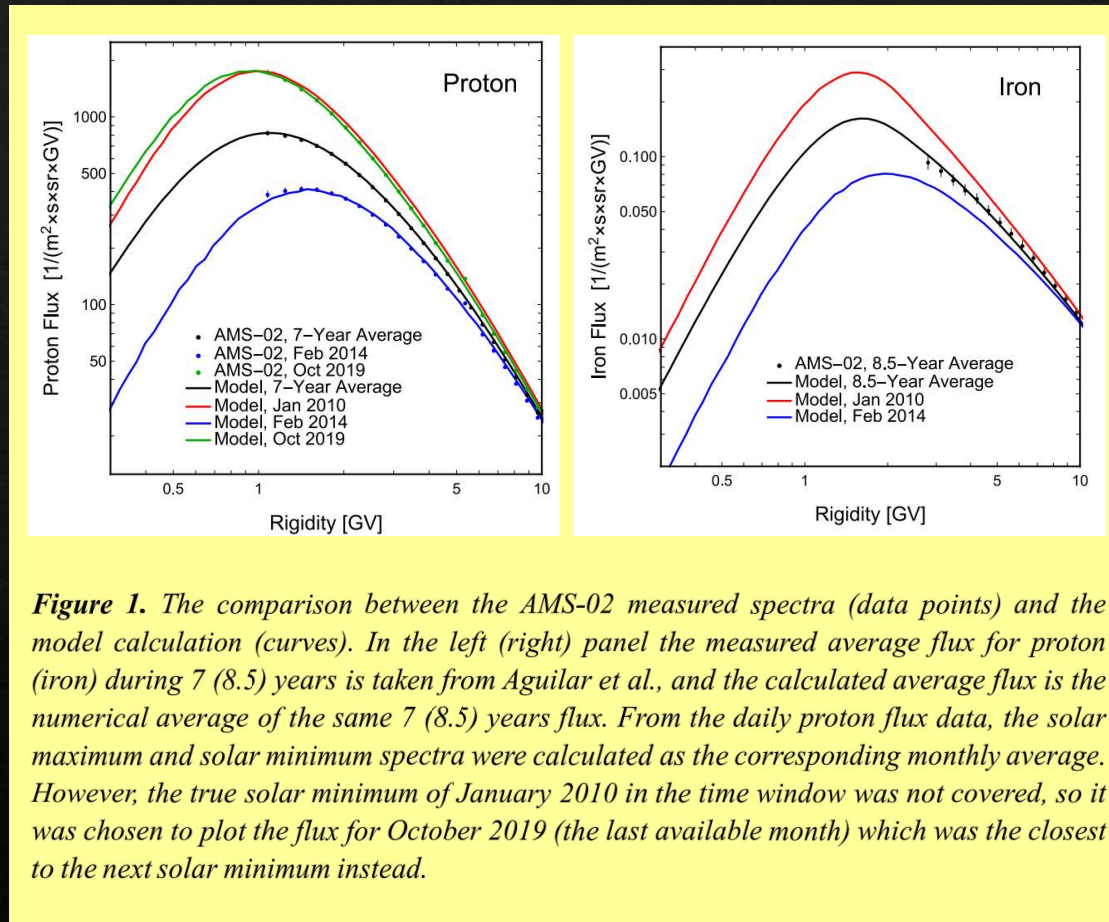 Proton
Proton Flux [1/(m²×s×sr×GV)]
1000
500
100
50
AMS−02, 7−Year Average
AMS−02, Feb 2014
AMS−02, Oct 2019
Model, 7−Year Average
Model, Jan 2010
Model, Feb 2014
Model, Oct 2019
0.5 1 5 10
Rigidity [GV]
Iron
Iron Flux [1/(m²×s×sr×GV)]
0.100
0.050
0.010
0.005
AMS−02, 8.5−Year Average
Model, 8.5−Year Average
Model, Jan 2010
Model, Feb 2014
0.5 1 5 10
Rigidity [GV]
Figure 1. The comparison between the AMS-02 measured spectra (data points) and the
model calculation (curves). In the left (right) panel the measured average flux for proton
(iron) during 7 (8.5) years is taken from Aguilar et al., and the calculated average flux is the
numerical average of the same 7 (8.5) years flux. From the daily proton flux data, the solar
maximum and solar minimum spectra were calculated as the corresponding monthly average.
However, the true solar minimum of January 2010 in the time window was not covered, so it
was chosen to plot the flux for October 2019 (the last available month) which was the closest
to the next solar minimum instead.